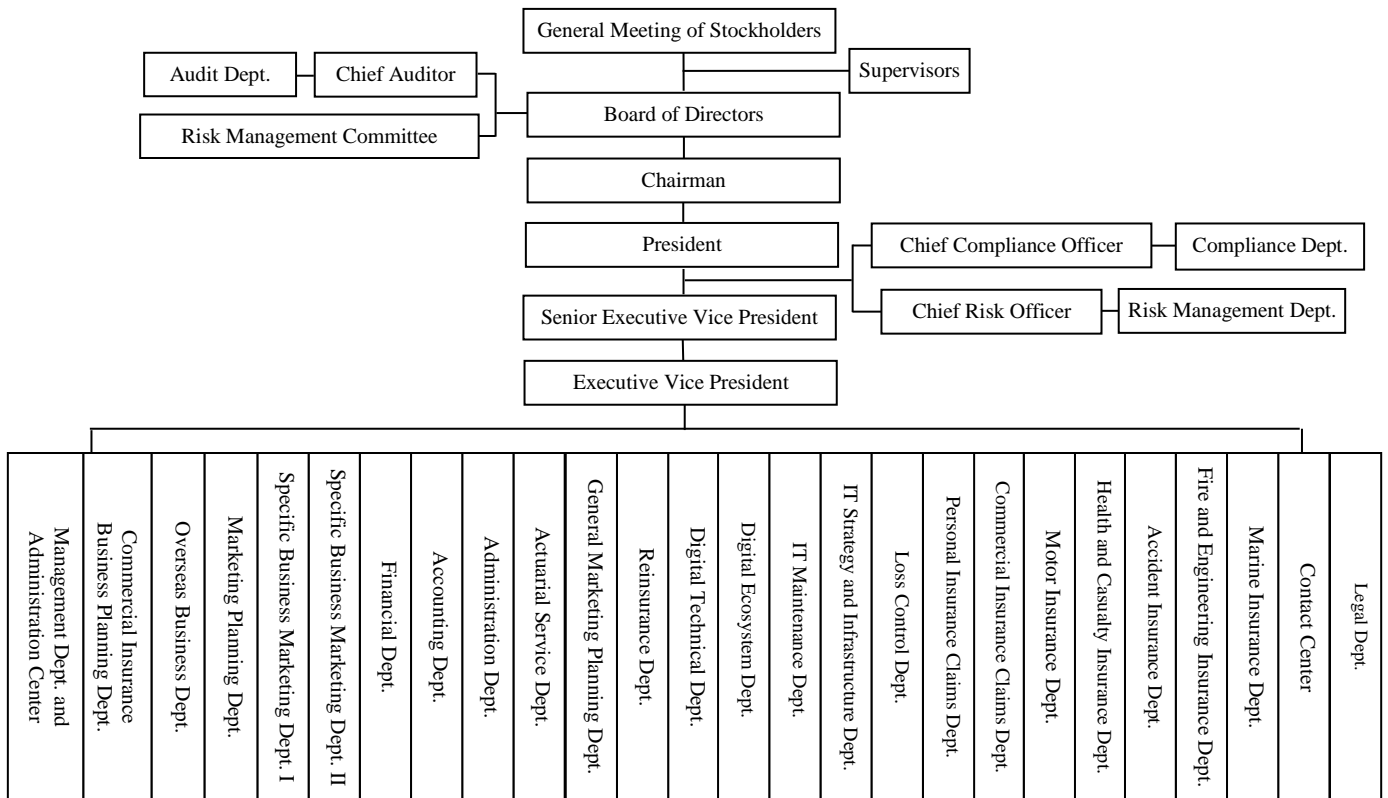 General Meeting of Stockholders
Supervisors
Audit Dept.
Chief Auditor
Board of Directors
Risk Management Committee
Chairman
President
Chief Compliance Officer
Compliance Dept.
Senior Executive Vice President
Chief Risk Officer
Risk Management Dept.
Executive Vice President
Management Dept. and
Administration Center
Commercial Insurance
Business Planning Dept.
Overseas Business Dept.
Marketing Planning Dept.
Specific Business Marketing Dept. I
Specific Business Marketing Dept. II
Financial Dept.
Accounting Dept.
Administration Dept.
Actuarial Service Dept.
General Marketing Planning Dept.
Reinsurance Dept.
Digital Technical Dept.
Digital Ecosystem Dept.
IT Maintenance Dept.
IT Strategy and Infrastructure Dept.
Loss Control Dept.
Personal Insurance Claims Dept.
Commercial Insurance Claims Dept.
Motor Insurance Dept.
Health and Casualty Insurance Dept.
Accident Insurance Dept.
Fire and Engineering Insurance Dept.
Marine Insurance Dept.
Contact Center
Legal Dept.